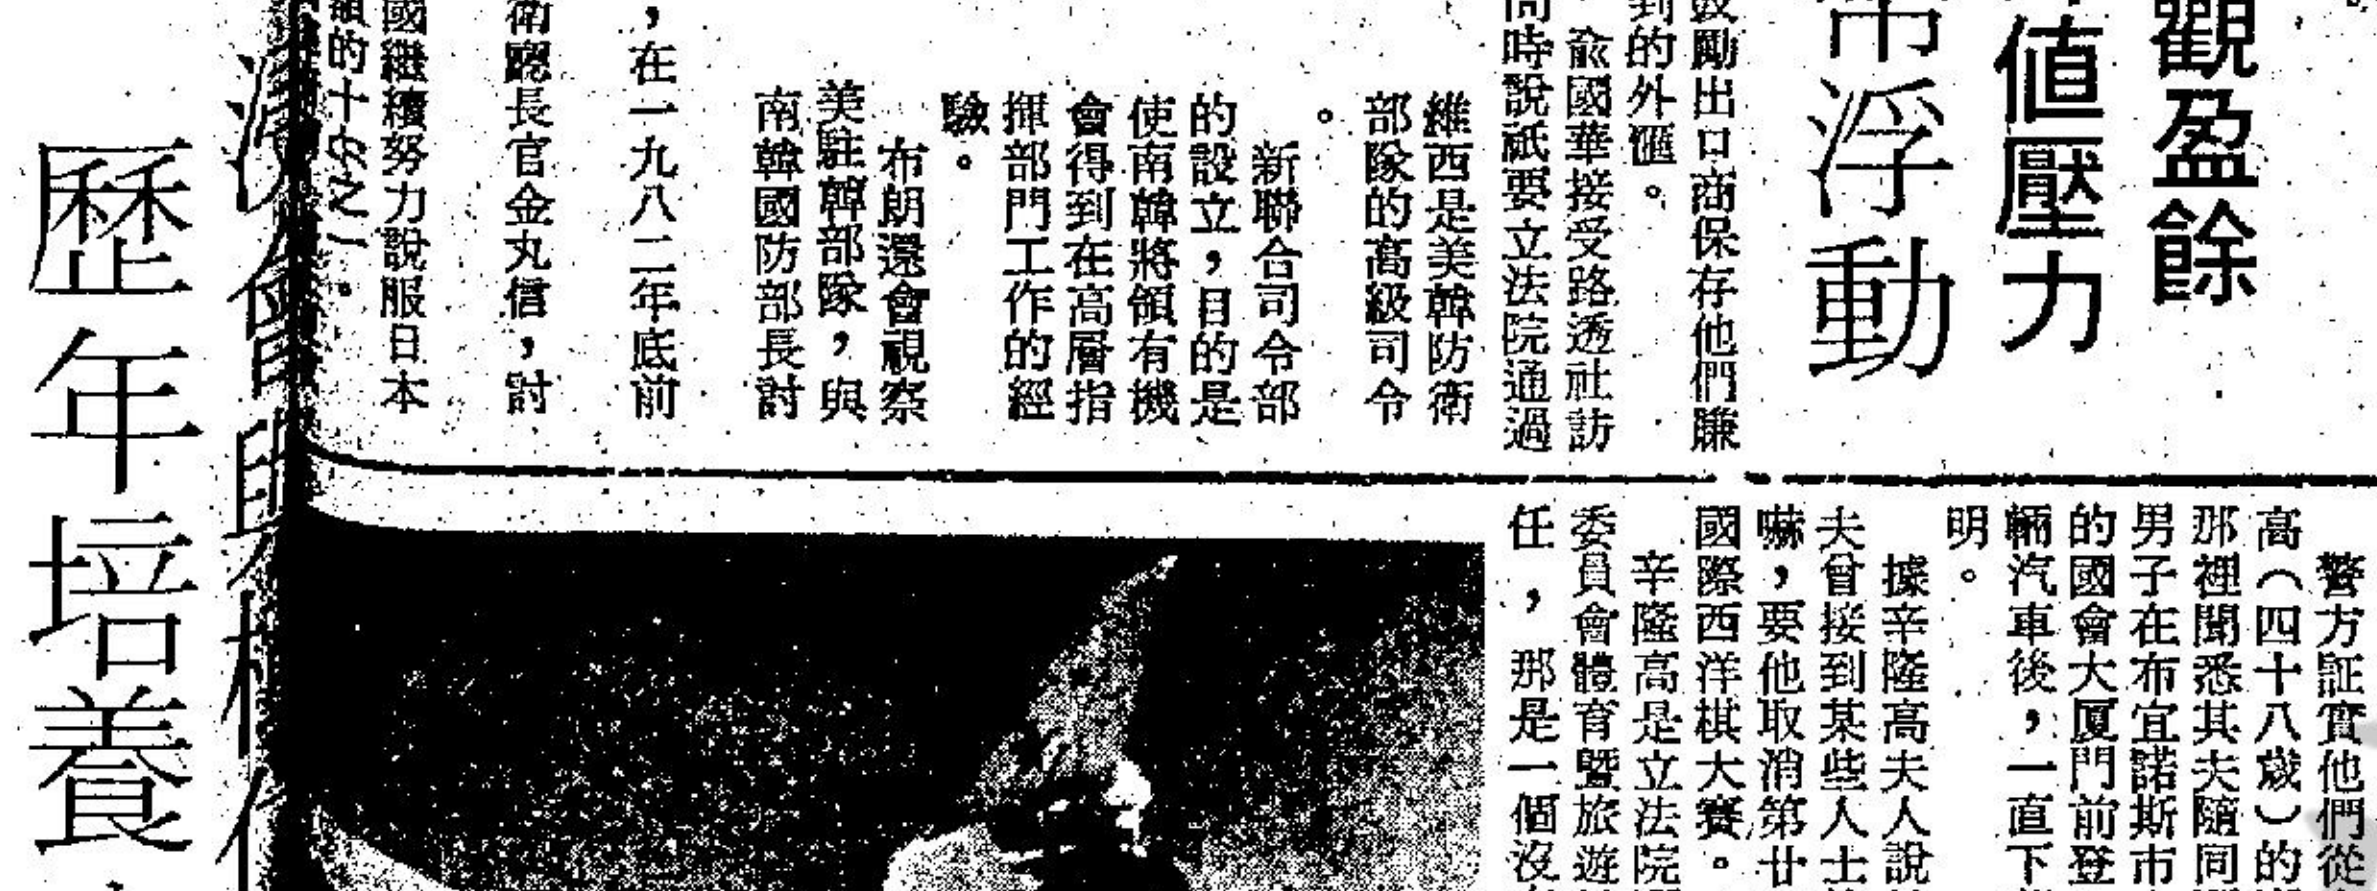 觀盈餘
值壓力
幣浮動
鼓勵出口商保存他們賺
到的外匯。
俞國華接受路透社訪
同時說祇要立法院通過
維西是美韓防衛
部隊的高級司令
。
新聯合司令部
的設立，目的是
使南韓將領有機
會得到在高層指
揮部門工作的經
驗。
布朗還會視察
美駐韓部隊，與
南韓國防部長討
，在一九八二年底前
衛廳長官金丸信，討
國繼續努力說服日本
額的十分之一。
警方証實他們從
高（四十八歲）的
那裡聞悉其夫隨同
男子在布宜諾斯市
的國會大厦門前登
輛汽車後，一直下
明。
據辛隆高夫人說
夫曾接到某些人士
嚇，要他取消第廿
國際西洋棋大賽。
辛隆高是立法院
委員會體育暨旅遊
任，那是一個沒
歷年培養